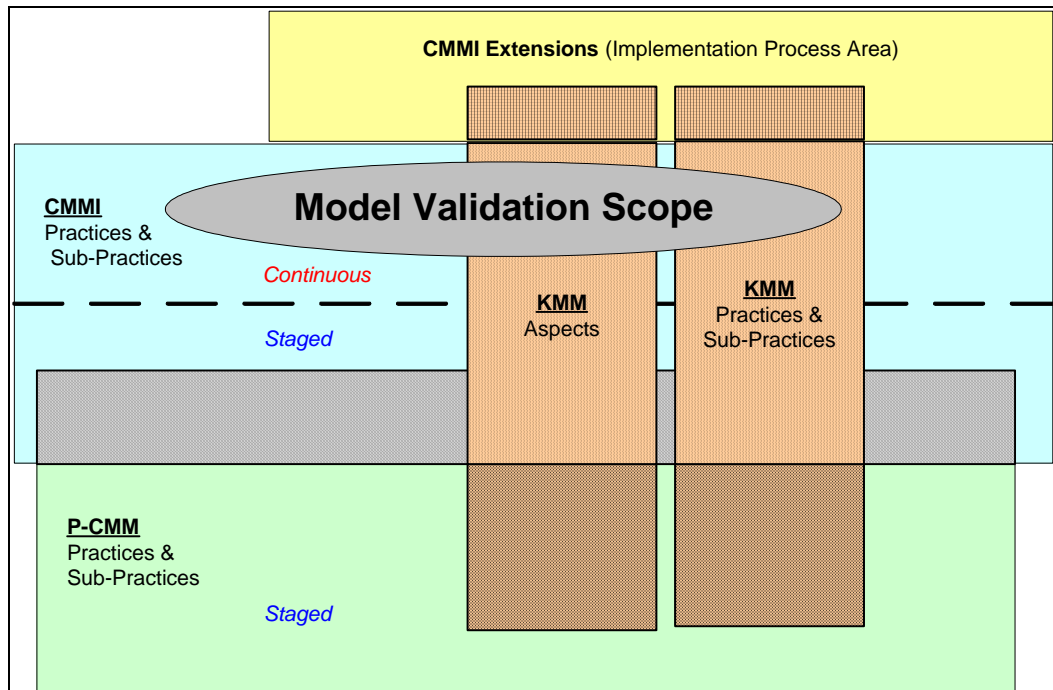 CMMI Extensions (Implementation Process Area)
Model Validation Scope
CMMI
Practices &
Sub-Practices
Continuous
Staged
KMM
Aspects
KMM
Practices &
Sub-Practices
P-CMM
Practices &
Sub-Practices
Staged